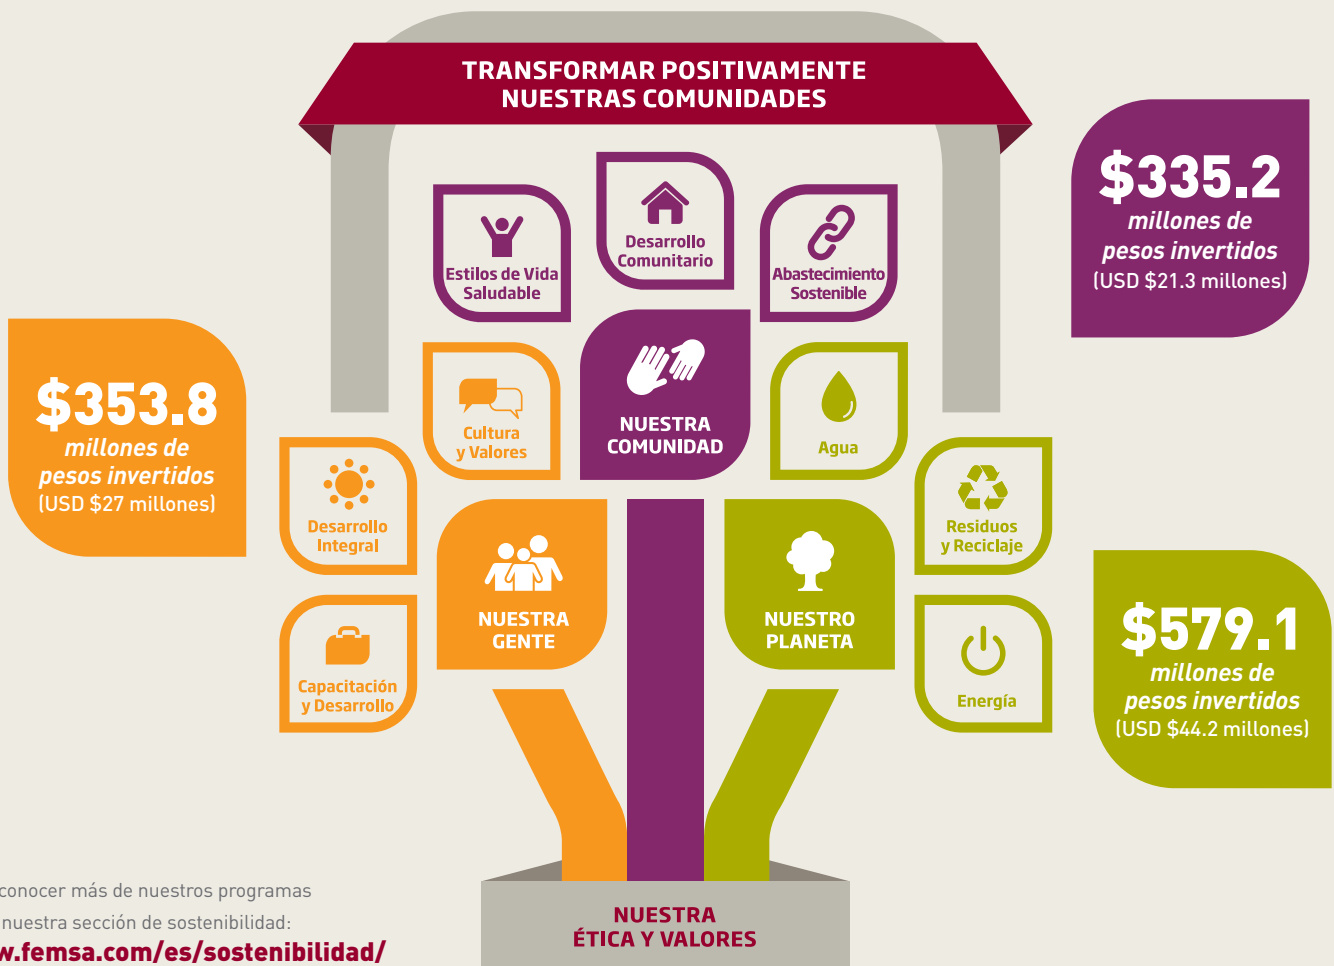 TRANSFORMAR POSITIVAMENTE
NUESTRAS COMUNIDADES
$335.2
millones de
pesos invertidos
(USD $21.3 millones)
Estilos de Vida
Saludable
Desarrollo
Comunitario
Abastecimiento
Sostenible
$353.8
millones de
pesos invertidos
(USD $27 millones)
Cultura
y Valores
NUESTRA
COMUNIDAD
Agua
Desarrollo
Integral
Residuos
y Reciclaje
NUESTRA
GENTE
NUESTRO
PLANETA
Capacitación
y Desarrollo
Energía
$579.1
millones de
pesos invertidos
(USD $44.2 millones)
conocer más de nuestros programas
nuestra sección de sostenibilidad:
w.femsa.com/es/sostenibilidad/
NUESTRA
ÉTICA Y VALORES